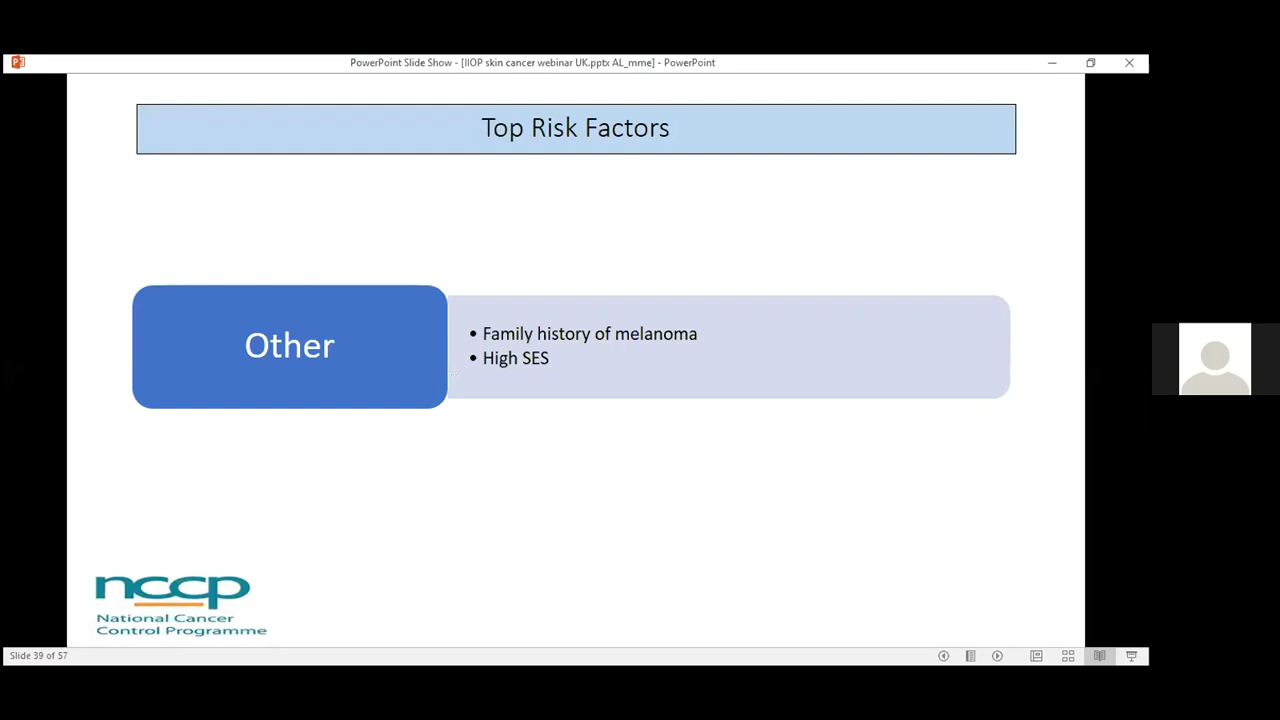 PowerPoint Slide Show - [IIOP skin cancer webinar UK.pptx AL_mme] - PowerPoint
Top Risk Factors
Other
• Family history of melanoma
• High SES
nccp
National Cancer
Control Programme
Slide 39 of 57